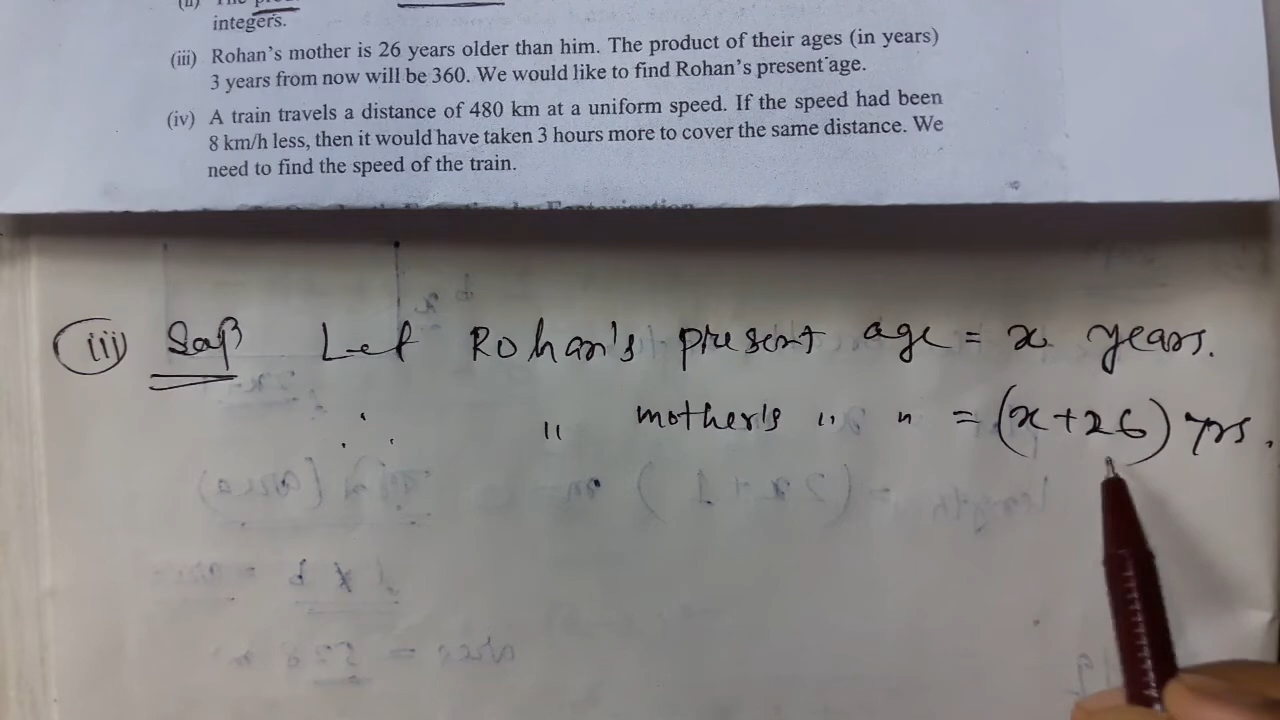 integers.
(iii) Rohan's mother is 26 years older than him. The product of their ages (in years)
3 years from now will be 360. We would like to find Rohan's present age.
(iv) A train travels a distance of 480 km at a uniform speed. If the speed had been
8 km/h less, then it would have taken 3 hours more to cover the same distance. We
need to find the speed of the train.
(iii) Let Rohan's present age = x years.
∴ " mother's " " = (x+26) yrs.